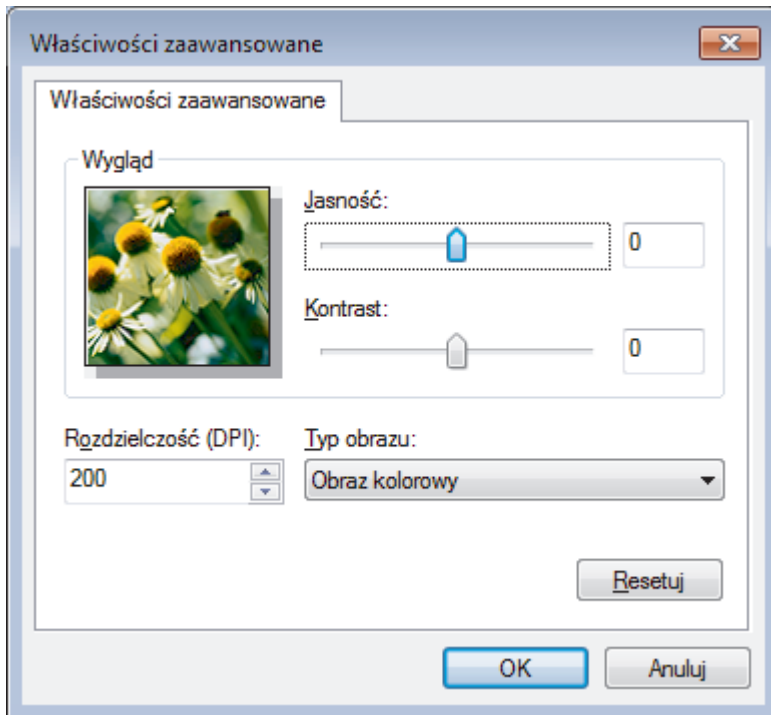 Właściwości zaawansowane
Właściwości zaawansowane
Wygląd
Jasność:
0
Kontrast:
0
Rozdzielczość (DPI):
Typ obrazu:
200
Obraz kolorowy
Resetuj
OK
Anuluj